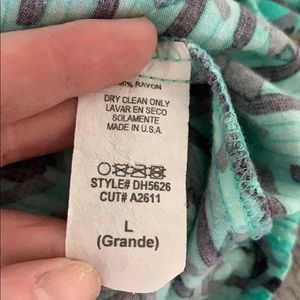 % RAYON
DRY CLEAN ONLY
LAVAR EN SECO
SOLAMENTE
MADE IN U.S.A.
STYLE# DH5626
CUT# A2611
L
(Grande)